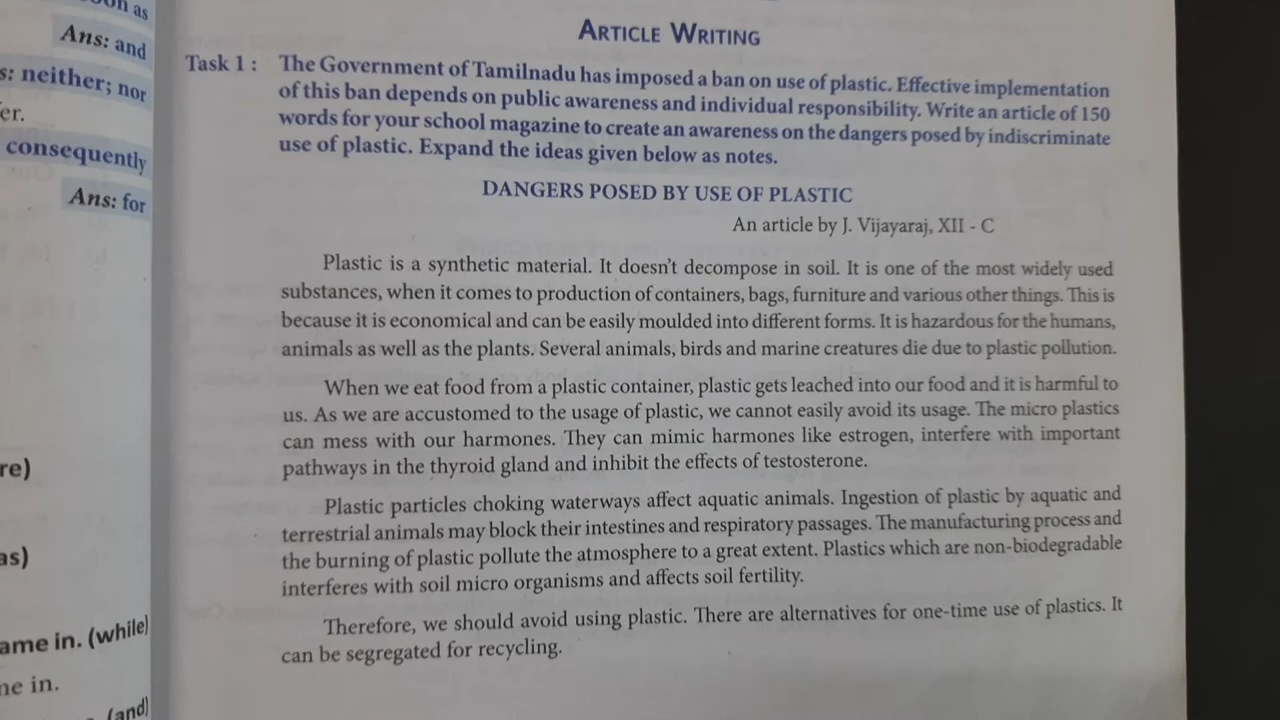 oon as
Ans: and
s: neither; nor
er.
consequently
Ans: for
re)
as)
ame in. (while)
ne in.
(and)
ARTICLE WRITING
Task 1 : The Government of Tamilnadu has imposed a ban on use of plastic. Effective implementation
of this ban depends on public awareness and individual responsibility. Write an article of 150
words for your school magazine to create an awareness on the dangers posed by indiscriminate
use of plastic. Expand the ideas given below as notes.
DANGERS POSED BY USE OF PLASTIC
An article by J. Vijayaraj, XII - C
Plastic is a synthetic material. It doesn't decompose in soil. It is one of the most widely used
substances, when it comes to production of containers, bags, furniture and various other things. This is
because it is economical and can be easily moulded into different forms. It is hazardous for the humans,
animals as well as the plants. Several animals, birds and marine creatures die due to plastic pollution.
When we eat food from a plastic container, plastic gets leached into our food and it is harmful to
us. As we are accustomed to the usage of plastic, we cannot easily avoid its usage. The micro plastics
can mess with our harmones. They can mimic harmones like estrogen, interfere with important
pathways in the thyroid gland and inhibit the effects of testosterone.
Plastic particles choking waterways affect aquatic animals. Ingestion of plastic by aquatic and
terrestrial animals may block their intestines and respiratory passages. The manufacturing process and
the burning of plastic pollute the atmosphere to a great extent. Plastics which are non-biodegradable
interferes with soil micro organisms and affects soil fertility.
Therefore, we should avoid using plastic. There are alternatives for one-time use of plastics. It
can be segregated for recycling.